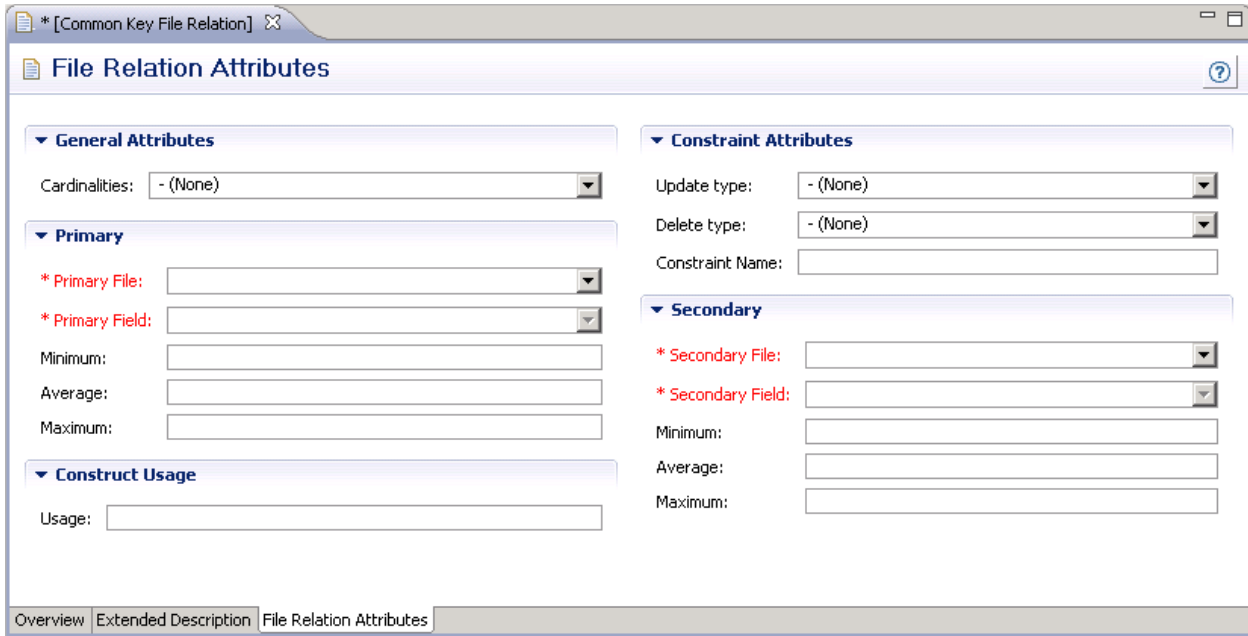 * [Common Key File Relation]
File Relation Attributes
General Attributes
Cardinalities: - (None)
Primary
* Primary File:
* Primary Field:
Minimum:
Average:
Maximum:
Construct Usage
Usage:
Constraint Attributes
Update type: - (None)
Delete type: - (None)
Constraint Name:
Secondary
* Secondary File:
* Secondary Field:
Minimum:
Average:
Maximum:
Overview Extended Description File Relation Attributes